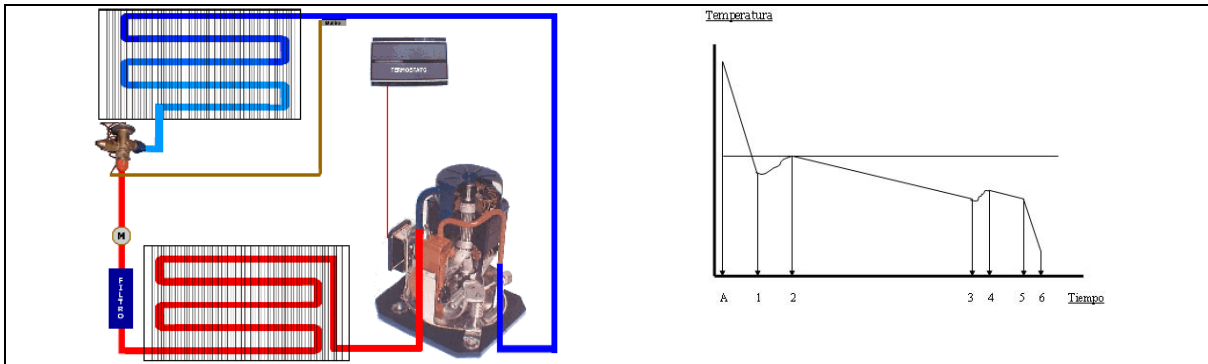 TERMOSTATO
M
FILTRO
Temperatura
A 1 2 3 4 5 6 Tiempo